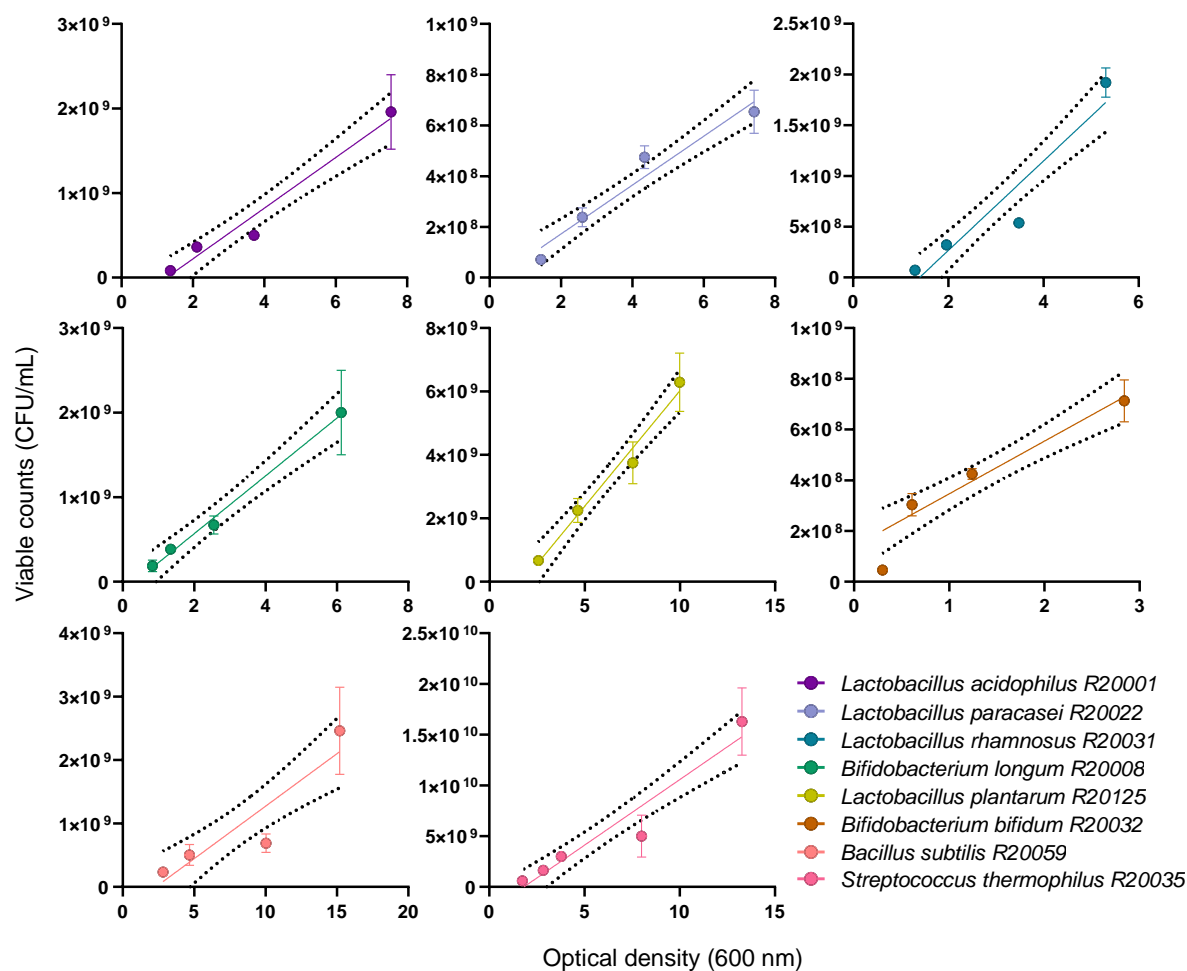 Viable counts (CFU/mL)
3×10⁹
2×10⁹
1×10⁹
0
0 2 4 6 8
1×10⁹
8×10⁸
6×10⁸
4×10⁸
2×10⁸
0
0 2 4 6 8
2.5×10⁹
2×10⁹
1.5×10⁹
1×10⁹
5×10⁸
0
0 2 4 6
3×10⁹
2×10⁹
1×10⁹
0
0 2 4 6 8
8×10⁹
6×10⁹
4×10⁹
2×10⁹
0
0 5 10 15
1×10⁹
8×10⁸
6×10⁸
4×10⁸
2×10⁸
0
0 1 2 3
4×10⁹
3×10⁹
2×10⁹
1×10⁹
0
0 5 10 15 20
2.5×10¹⁰
2×10¹⁰
1.5×10¹⁰
1×10¹⁰
5×10⁹
0
0 5 10 15
Lactobacillus acidophilus R20001
Lactobacillus paracasei R20022
Lactobacillus rhamnosus R20031
Bifidobacterium longum R20008
Lactobacillus plantarum R20125
Bifidobacterium bifidum R20032
Bacillus subtilis R20059
Streptococcus thermophilus R20035
Optical density (600 nm)